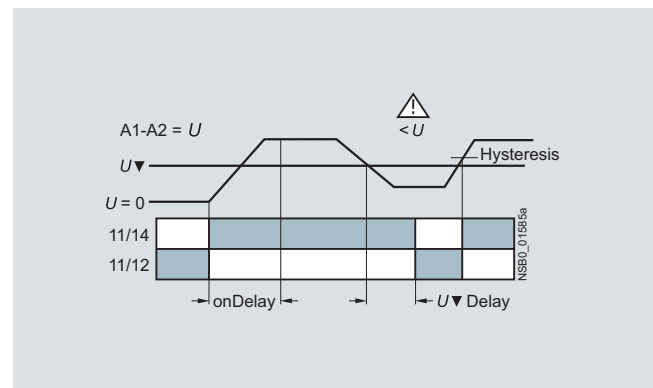 A1-A2 = U
< U
U▼
Hysteresis
U = 0
11/14
11/12
NSB0_01585a
onDelay
U▼ Delay